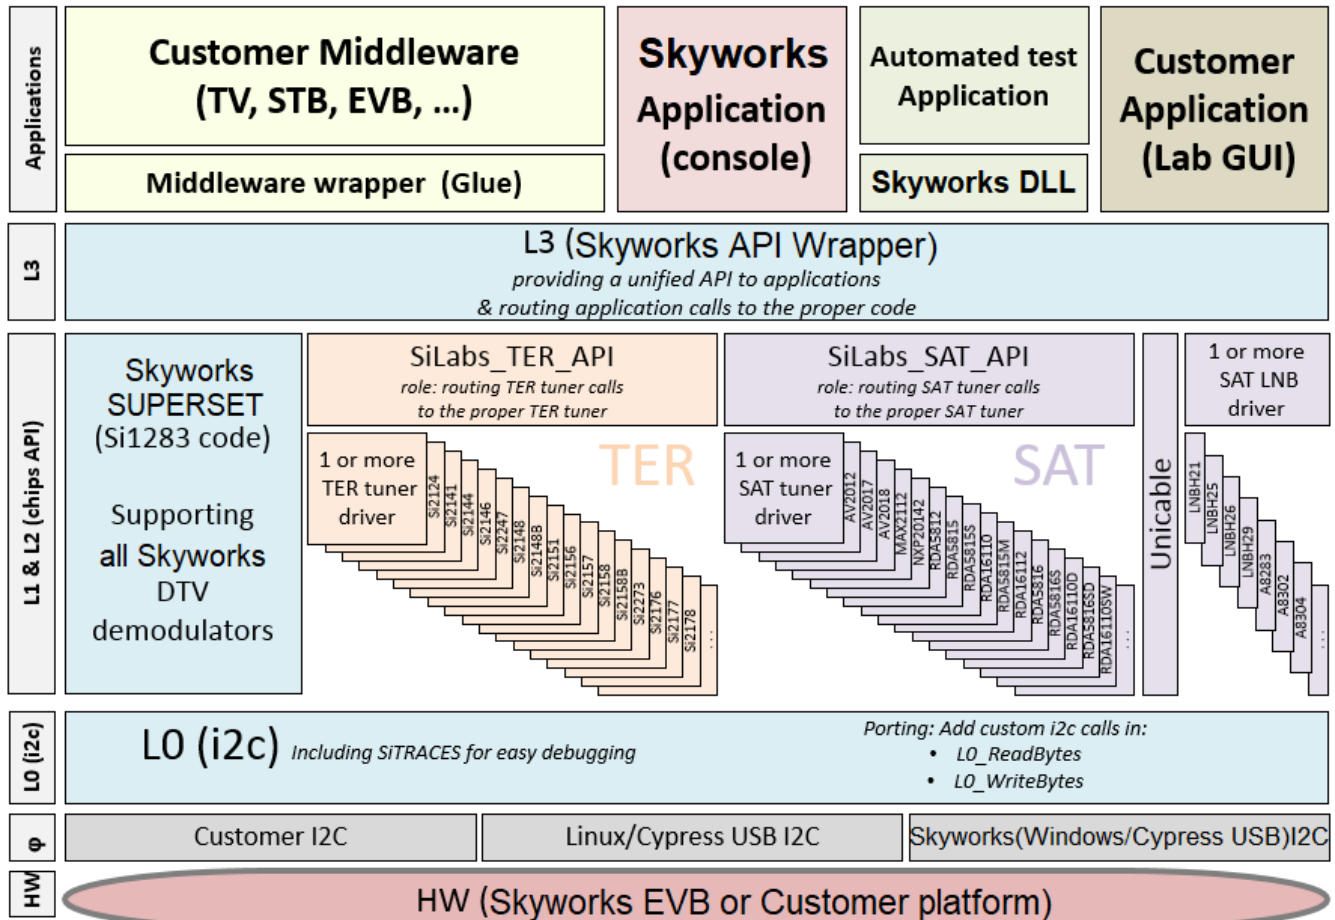 Applications
Customer Middleware
(TV, STB, EVB, ...)
Middleware wrapper (Glue)
Skyworks
Application
(console)
Automated test
Application
Skyworks DLL
Customer
Application
(Lab GUI)
L3
L3 (Skyworks API Wrapper)
providing a unified API to applications
& routing application calls to the proper code
L1 & L2 (chips API)
Skyworks
SUPERSET
(Si1283 code)
Supporting
all Skyworks
DTV
demodulators
SiLabs_TER_API
role: routing TER tuner calls
to the proper TER tuner
TER
1 or more
TER tuner
driver
Si2124
Si2141
Si2144
Si2146
Si2247
Si2148
Si2148B
Si2151
Si2156
Si2157
Si2158
Si2158B
Si2273
Si2176
Si2177
Si2178
...
SiLabs_SAT_API
role: routing SAT tuner calls
to the proper SAT tuner
SAT
1 or more
SAT tuner
driver
AV2012
AV2017
AV2018
MAX2112
NXP20142
RDA5812
RDA5815
RDA5815S
RDA16110
RDA5815M
RDA16112
RDA5816
RDA5816S
RDA16110D
RDA5816SD
RDA16110SW
...
Unicable
1 or more
SAT LNB
driver
LNBH21
LNBH25
LNBH26
LNBH29
A8283
A8302
A8304
...
L0 (i2c)
L0 (i2c) Including SiTRACES for easy debugging
Porting: Add custom i2c calls in:
• L0_ReadBytes
• L0_WriteBytes
φ
Customer I2C
Linux/Cypress USB I2C
Skyworks(Windows/Cypress USB)I2C
HW
HW (Skyworks EVB or Customer platform)